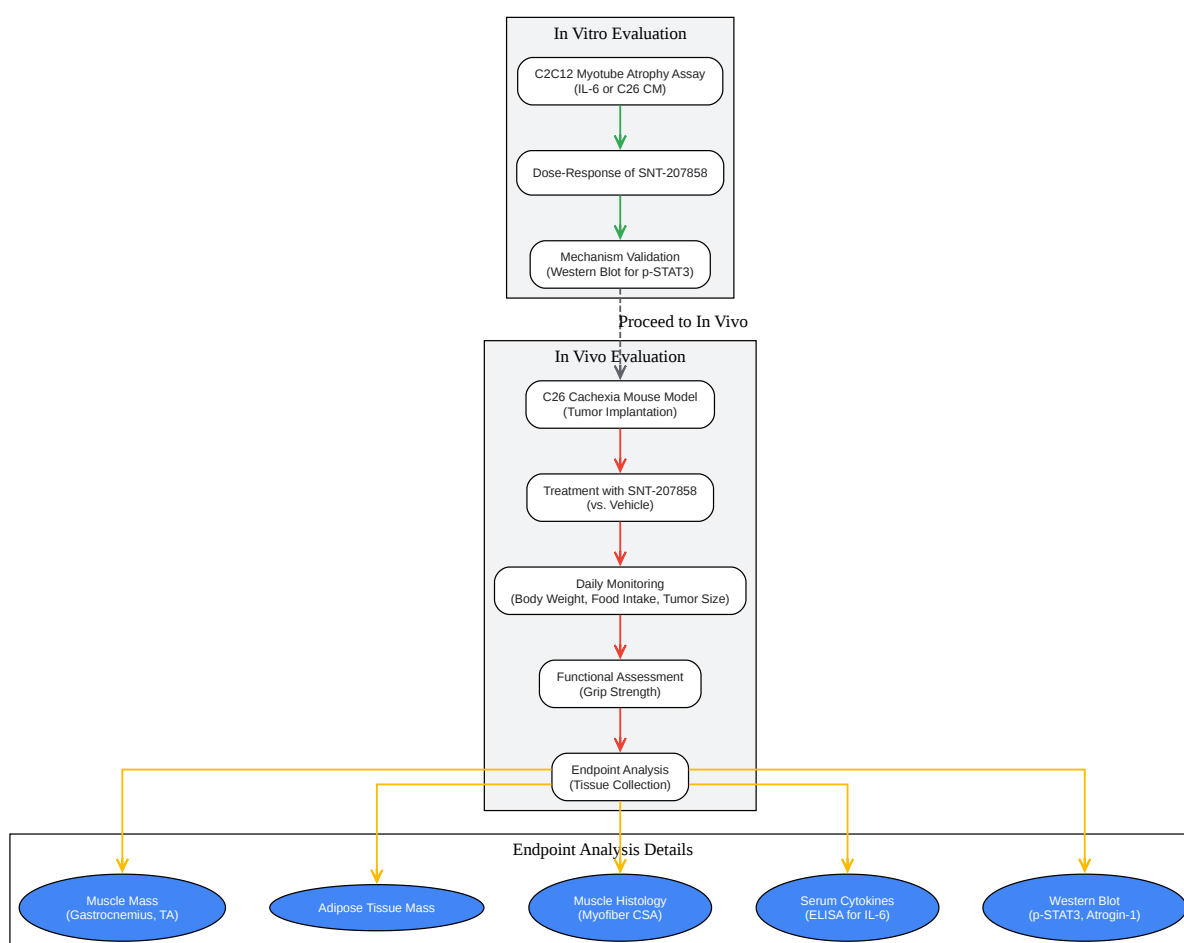 In Vitro Evaluation
C2C12 Myotube Atrophy Assay
(IL-6 or C26 CM)
Dose-Response of SNT-207858
Mechanism Validation
(Western Blot for p-STAT3)
Proceed to In Vivo
In Vivo Evaluation
C26 Cachexia Mouse Model
(Tumor Implantation)
Treatment with SNT-207858
(vs. Vehicle)
Daily Monitoring
(Body Weight, Food Intake, Tumor Size)
Functional Assessment
(Grip Strength)
Endpoint Analysis
(Tissue Collection)
Endpoint Analysis Details
Muscle Mass
(Gastrocnemius, TA)
Adipose Tissue Mass
Muscle Histology
(Myofiber CSA)
Serum Cytokines
(ELISA for IL-6)
Western Blot
(p-STAT3, Atrogin-1)